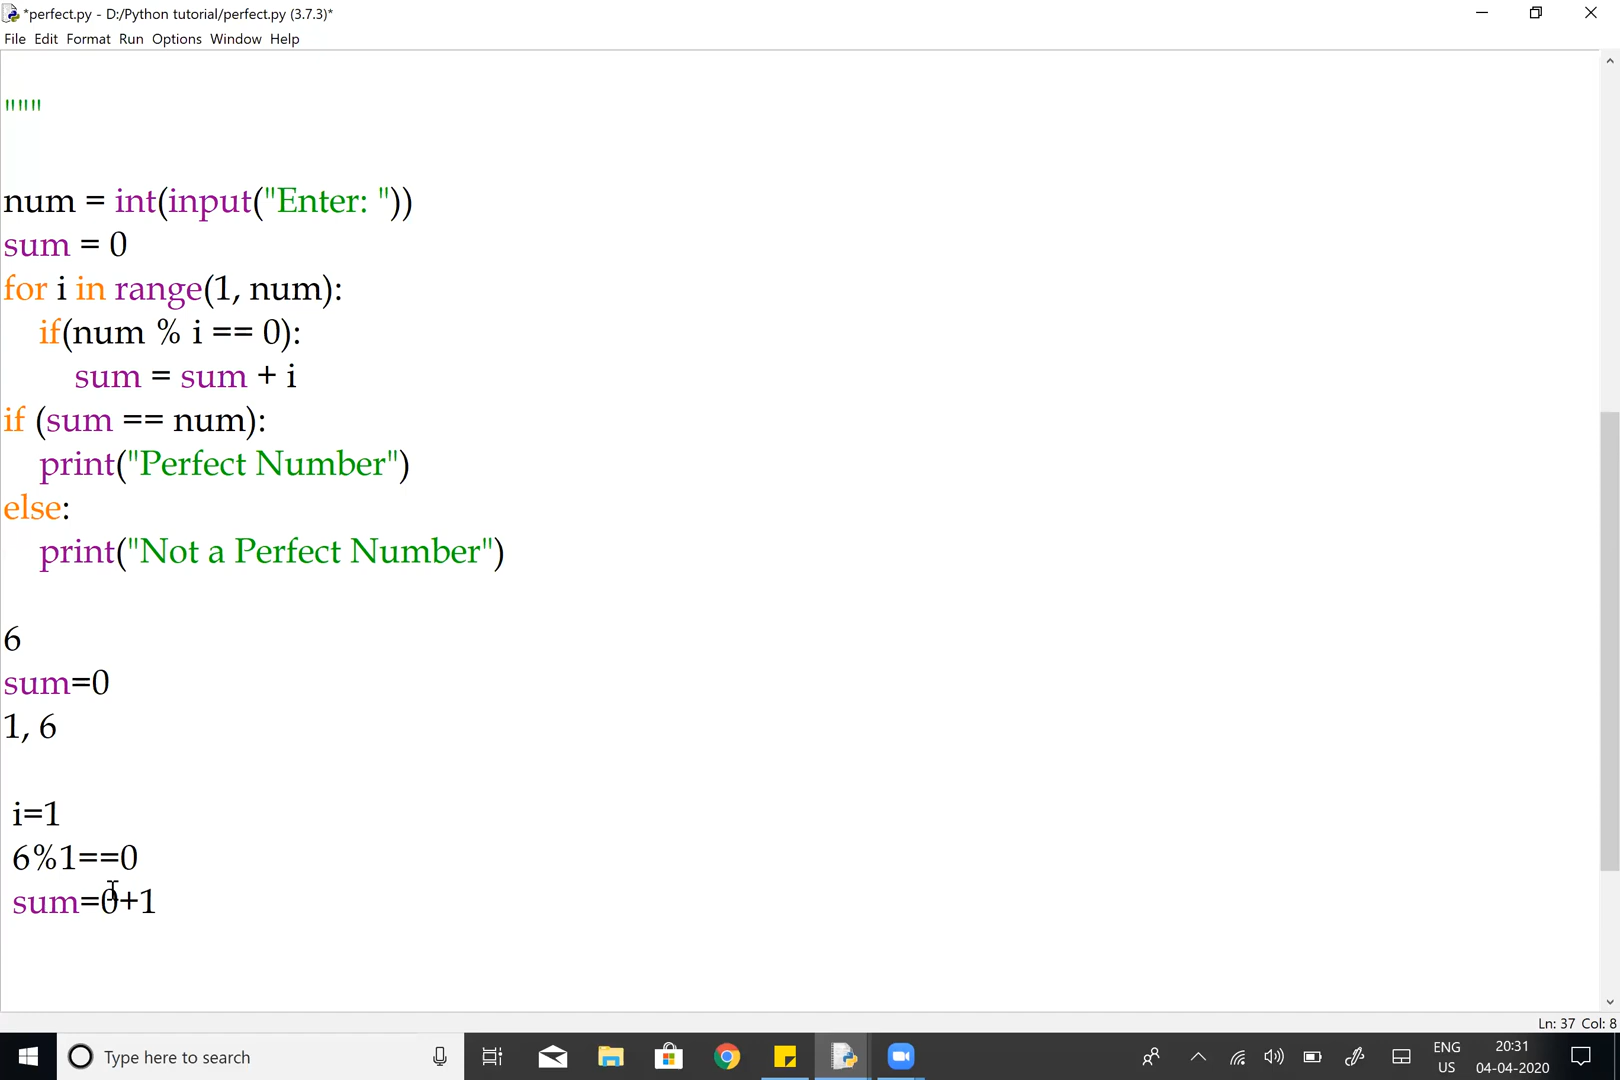 *perfect.py - D:/Python tutorial/perfect.py (3.7.3)*
File Edit Format Run Options Window Help
"""
num = int(input("Enter: "))
sum = 0
for i in range(1, num):
    if(num % i == 0):
        sum = sum + i
if (sum == num):
    print("Perfect Number")
else:
    print("Not a Perfect Number")
6
sum=0
1, 6
i=1
6%1==0
sum=0+1
Ln: 37 Col: 8
Type here to search
ENG
US
20:31
04-04-2020